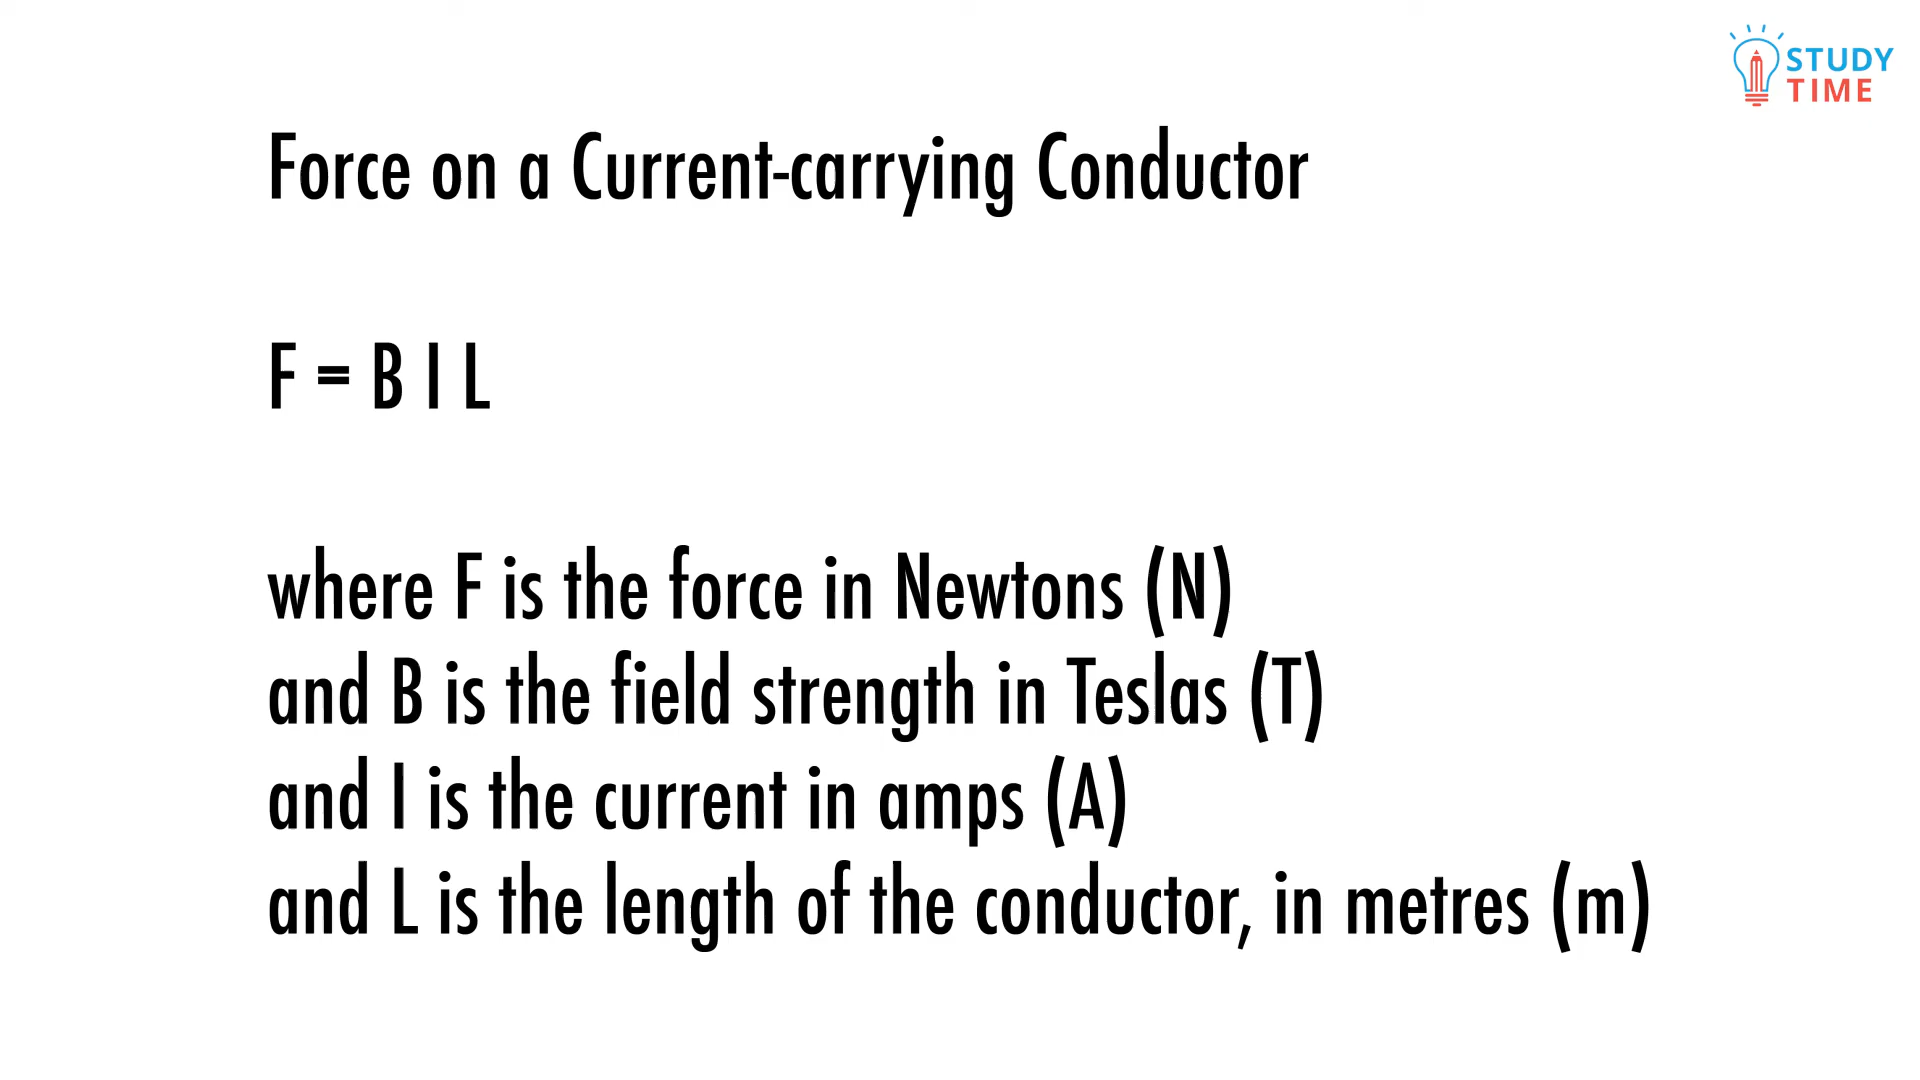 STUDY
TIME
Force on a Current-carrying Conductor
F = B I L
where F is the force in Newtons (N)
and B is the field strength in Teslas (T)
and I is the current in amps (A)
and L is the length of the conductor, in metres (m)